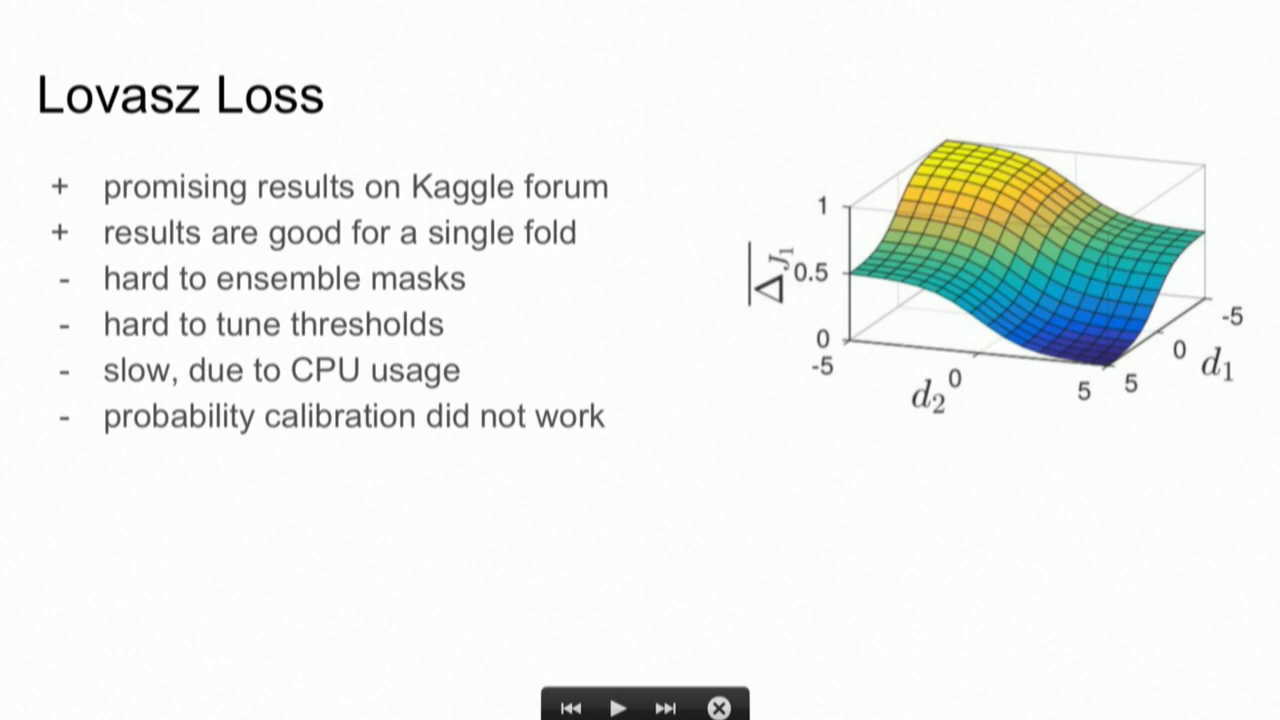 Lovasz Loss
+ promising results on Kaggle forum
+ results are good for a single fold
- hard to ensemble masks
- hard to tune thresholds
- slow, due to CPU usage
- probability calibration did not work
1
0.5
0
Δ̅J₁
-5
0
5
d₂
5
0
-5
d₁